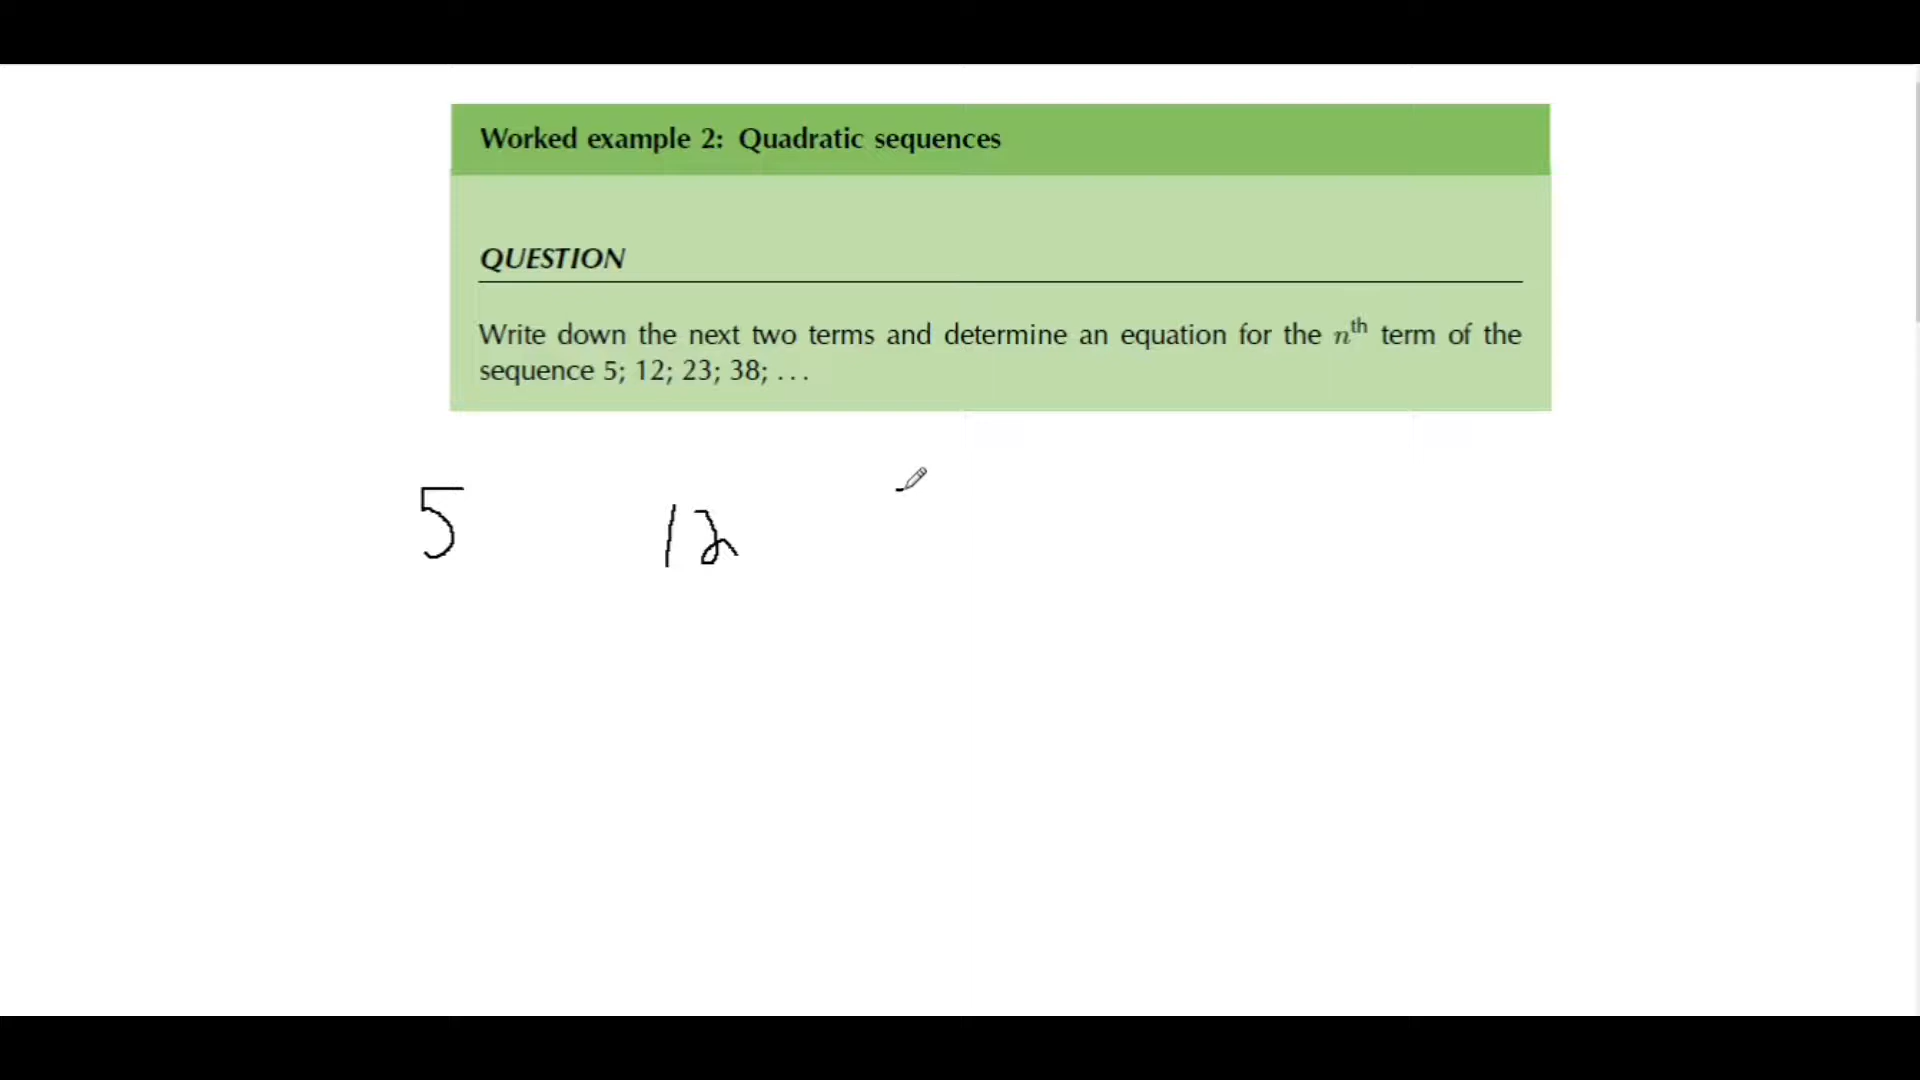 Worked example 2: Quadratic sequences
QUESTION
Write down the next two terms and determine an equation for the nth term of the
sequence 5; 12; 23; 38; ...
5 12